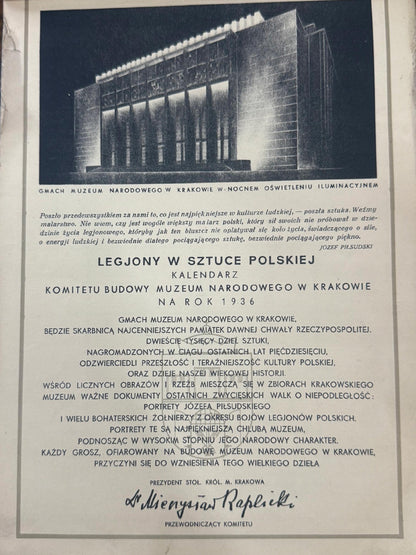 GMACH MUZEUM NARODOWEGO W KRAKOWIE W NOCNEM OŚWIETLENIU ILUMINACYJNEM
Poszło przedewszystkiem za nami to, co jest najpiękniejsze w kulturze ludzkiej, — poszła sztuka. Weźmy
malarstwo. Nie wiem, czy jest wogóle większy malarz polski, który sił swoich nie próbował w dzie-
dzinie życia legjonowego, któryby jak ten bluszcz nie oplatywał się koło życia, świadczącego o sile,
o energji ludzkiej i bezwiednie dlatego pociągającego sztukę, bezwiednie pociągającego piękno.
JÓZEF PIŁSUDSKI
LEGJONY W SZTUCE POLSKIEJ
KALENDARZ
KOMITETU BUDOWY MUZEUM NARODOWEGO W KRAKOWIE
NA ROK 1936
GMACH MUZEUM NARODOWEGO W KRAKOWIE,
BĘDZIE SKARBNICĄ NAJCENNIEJSZYCH PAMIĄTEK DAWNEJ CHWAŁY RZECZYPOSPOLITEJ.
DWIEŚCIE TYSIĘCY DZIEŁ SZTUKI,
NAGROMADZONYCH W CIĄGU OSTATNICH LAT PIĘĆDZIESIĘCIU,
ODZWIERCIEDLI PRZESZŁOŚĆ I TERAŹNIEJSZOŚĆ KULTURY POLSKIEJ,
ORAZ DZIEJE NASZEJ WIEKOWEJ HISTORJI.
WŚRÓD LICZNYCH OBRAZÓW I RZEŹB MIESZCZĄ SIĘ W ZBIORACH KRAKOWSKIEGO
MUZEUM WAŻNE DOKUMENTY OSTATNICH ZWYCIĘSKICH WALK O NIEPODLEGŁOŚĆ:
PORTRETY JÓZEFA PIŁSUDSKIEGO
I WIELU BOHATERSKICH ŻOŁNIERZY Z OKRESU BOJÓW LEGJONÓW POLSKICH.
PORTRETY TE SĄ NAJPIĘKNIEJSZĄ CHLUBĄ MUZEUM,
PODNOSZĄC W WYSOKIM STOPNIU JEGO NARODOWY CHARAKTER.
KAŻDY GROSZ, OFIAROWANY NA BUDOWĘ MUZEUM NARODOWEGO W KRAKOWIE,
PRZYCZYNI SIĘ DO WZNIESIENIA TEGO WIELKIEGO DZIEŁA
PREZYDENT STOŁ. KRÓL. M. KRAKOWA
Dr Mieczysław Kaplicki
PRZEWODNICZĄCY KOMITETU